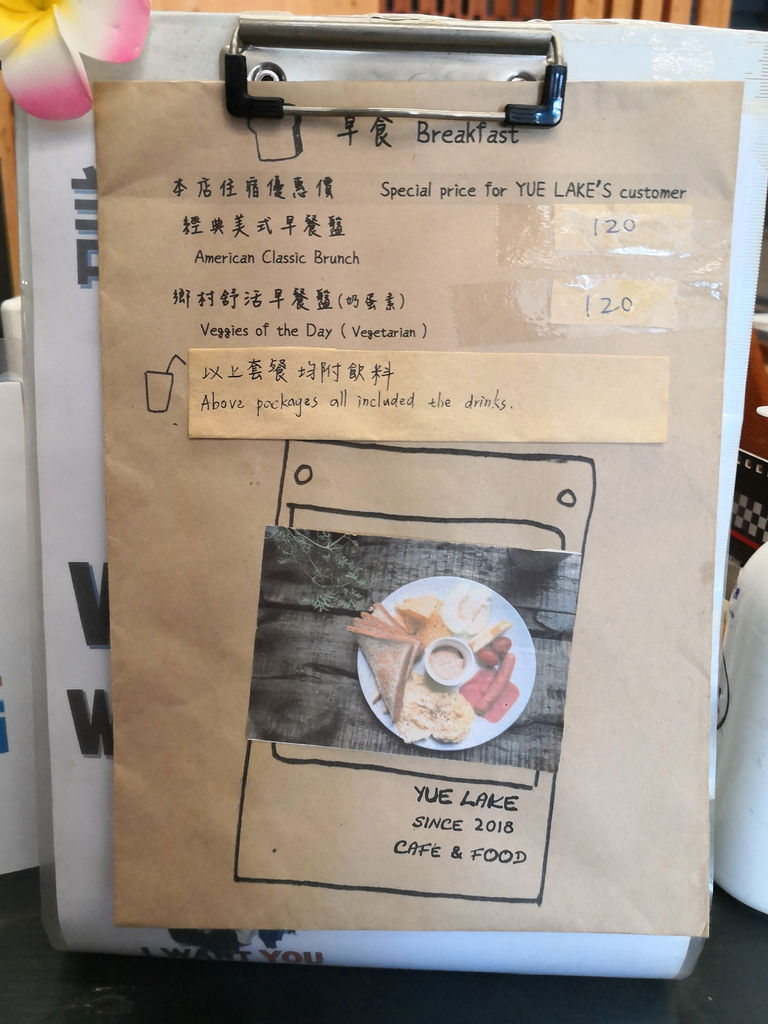 早食 Breakfast
本店住宿優惠價 Special price for YUE LAKE'S customer
經典美式早餐盤 120
American Classic Brunch
鄉村舒活早餐盤(奶蛋素) 120
Veggies of the Day ( Vegetarian )
以上套餐均附飲料
Above packages all included the drinks.
YUE LAKE
SINCE 2018
CAFE & FOOD
I WANT YOU